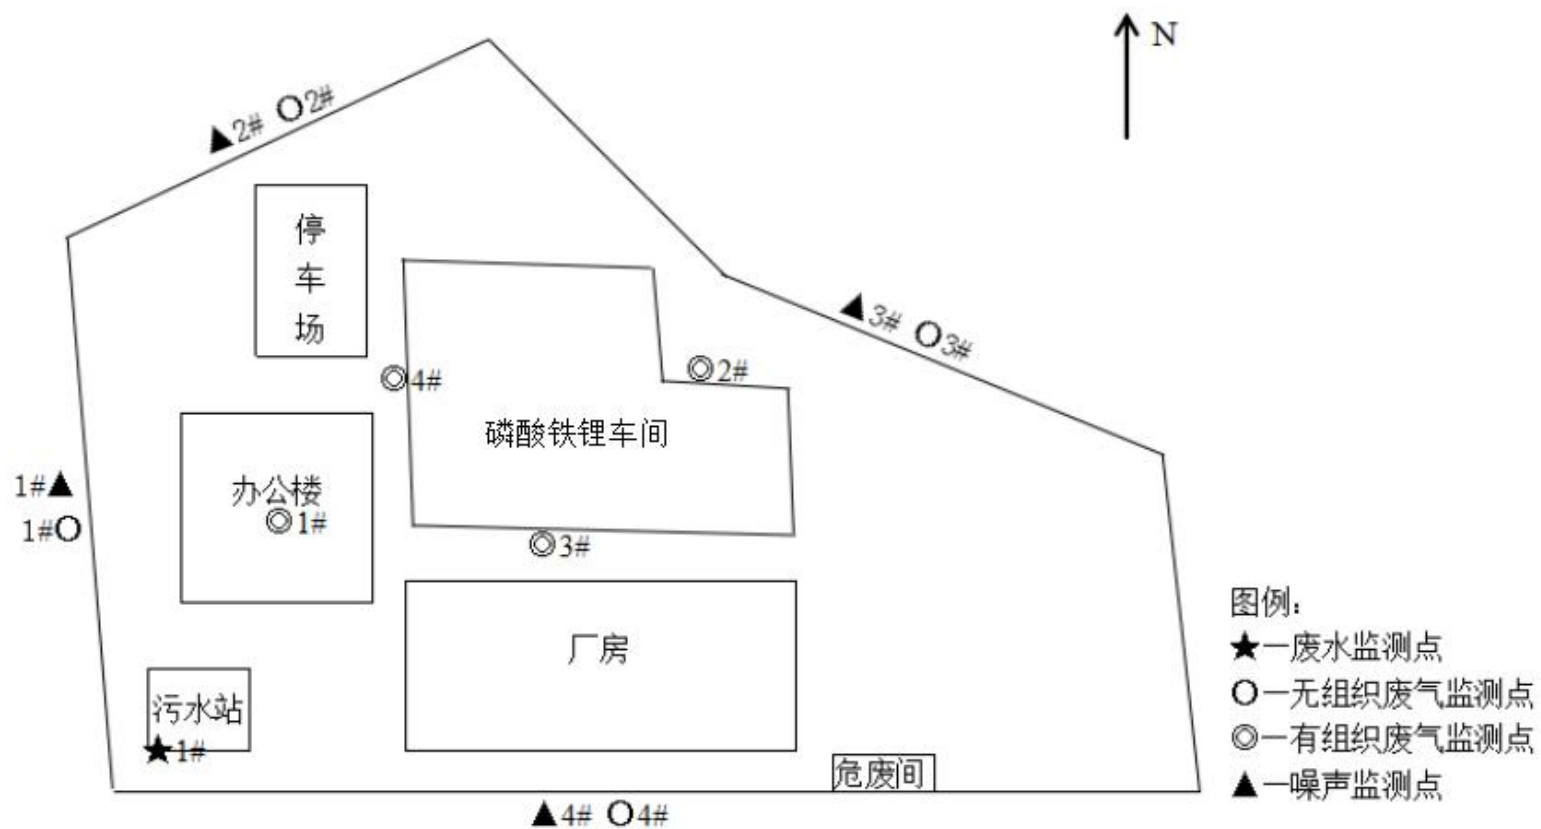 N
▲2# ○2#
停
车
场
▲3# ○3#
◎4#
◎2#
磷酸铁锂车间
1#▲
办公楼
1#○
◎1#
◎3#
图例：
厂房
★—废水监测点
○—无组织废气监测点
污水站
◎—有组织废气监测点
★1#
危废间
▲—噪声监测点
▲4# ○4#